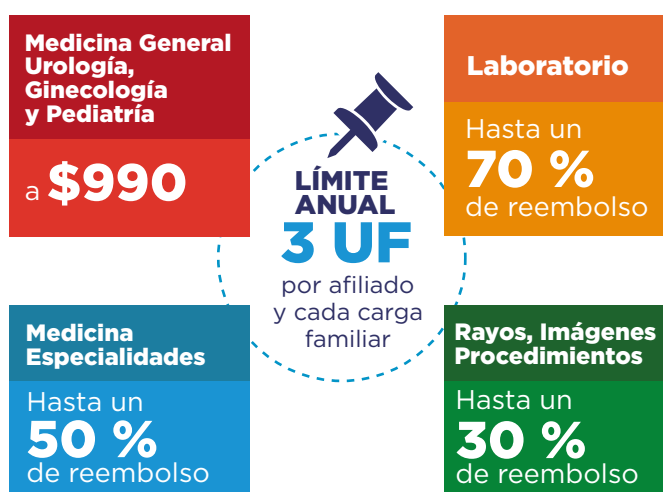 Medicina General
Urología,
Ginecología
y Pediatría
a $990
LÍMITE
ANUAL
3 UF
por afiliado
y cada carga
familiar
Laboratorio
Hasta un
70 %
de reembolso
Medicina
Especialidades
Hasta un
50 %
de reembolso
Rayos, Imágenes
Procedimientos
Hasta un
30 %
de reembolso